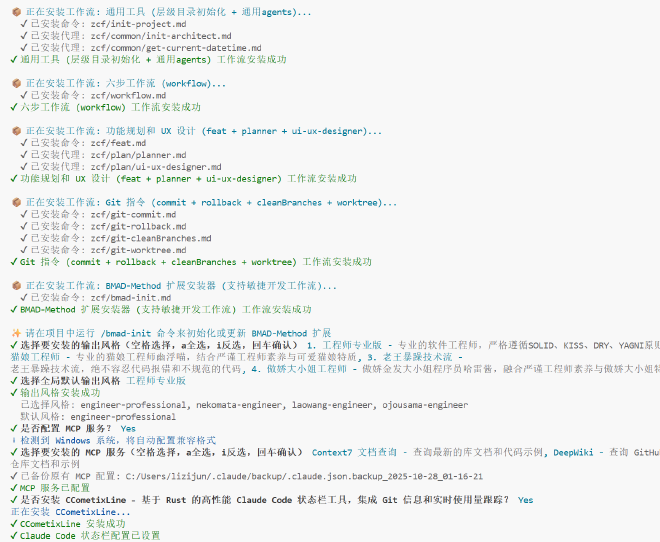 📦 正在安装工作流: 通用工具 (层级目录初始化 + 通用agents)...
✔ 已安装命令: zcf/init-project.md
✔ 已安装代理: zcf/common/init-architect.md
✔ 已安装代理: zcf/common/get-current-datetime.md
✔ 通用工具 (层级目录初始化 + 通用agents) 工作流安装成功
📦 正在安装工作流: 六步工作流 (workflow)...
✔ 已安装命令: zcf/workflow.md
✔ 六步工作流 (workflow) 工作流安装成功
📦 正在安装工作流: 功能规划和 UX 设计 (feat + planner + ui-ux-designer)...
✔ 已安装命令: zcf/feat.md
✔ 已安装代理: zcf/plan/planner.md
✔ 已安装代理: zcf/plan/ui-ux-designer.md
✔ 功能规划和 UX 设计 (feat + planner + ui-ux-designer) 工作流安装成功
📦 正在安装工作流: Git 指令 (commit + rollback + cleanBranches + worktree)...
✔ 已安装命令: zcf/git-commit.md
✔ 已安装命令: zcf/git-rollback.md
✔ 已安装命令: zcf/git-cleanBranches.md
✔ 已安装命令: zcf/git-worktree.md
✔ Git 指令 (commit + rollback + cleanBranches + worktree) 工作流安装成功
📦 正在安装工作流: BMAD-Method 扩展安装器 (支持敏捷开发工作流)...
✔ 已安装命令: zcf/bmad-init.md
✔ BMAD-Method 扩展安装器 (支持敏捷开发工作流) 工作流安装成功
✨ 请在项目中运行 /bmad-init 命令来初始化或更新 BMAD-Method 扩展
✔ 选择要安装的输出风格（空格选择，a全选，i反选，回车确认） 1. 工程师专业版 - 专业的软件工程师，严格遵循SOLID、KISS、DRY、YAGNI原则
猫娘工程师 - 专业的猫娘工程师幽浮喵，结合严谨工程师素养与可爱猫娘特质, 3. 老王暴躁技术流 -
老王暴躁技术流，绝不容忍代码报错和不规范的代码, 4. 傲娇大小姐工程师 - 傲娇金发大小姐程序员哈雷酱，融合严谨工程师素养与傲娇大小姐特
✔ 选择全局默认输出风格 工程师专业版
✔ 输出风格安装成功
已选择风格: engineer-professional, nekomata-engineer, laowang-engineer, ojousama-engineer
默认风格: engineer-professional
✔ 是否配置 MCP 服务？ Yes
ℹ 检测到 Windows 系统，将自动配置兼容格式
✔ 选择要安装的 MCP 服务（空格选择，a全选，i反选，回车确认） Context7 文档查询 - 查询最新的库文档和代码示例, DeepWiki - 查询 GitHub
仓库文档和示例
✔ 已备份原有 MCP 配置: C:/Users/lizijun/.claude/backup/.claude.json.backup_2025-10-28_01-16-21
✔ MCP 服务已配置
✔ 是否安装 CCometixLine - 基于 Rust 的高性能 Claude Code 状态栏工具，集成 Git 信息和实时使用量跟踪？ Yes
正在安装 CCometixLine...
✔ CCometixLine 安装成功
✔ Claude Code 状态栏配置已设置